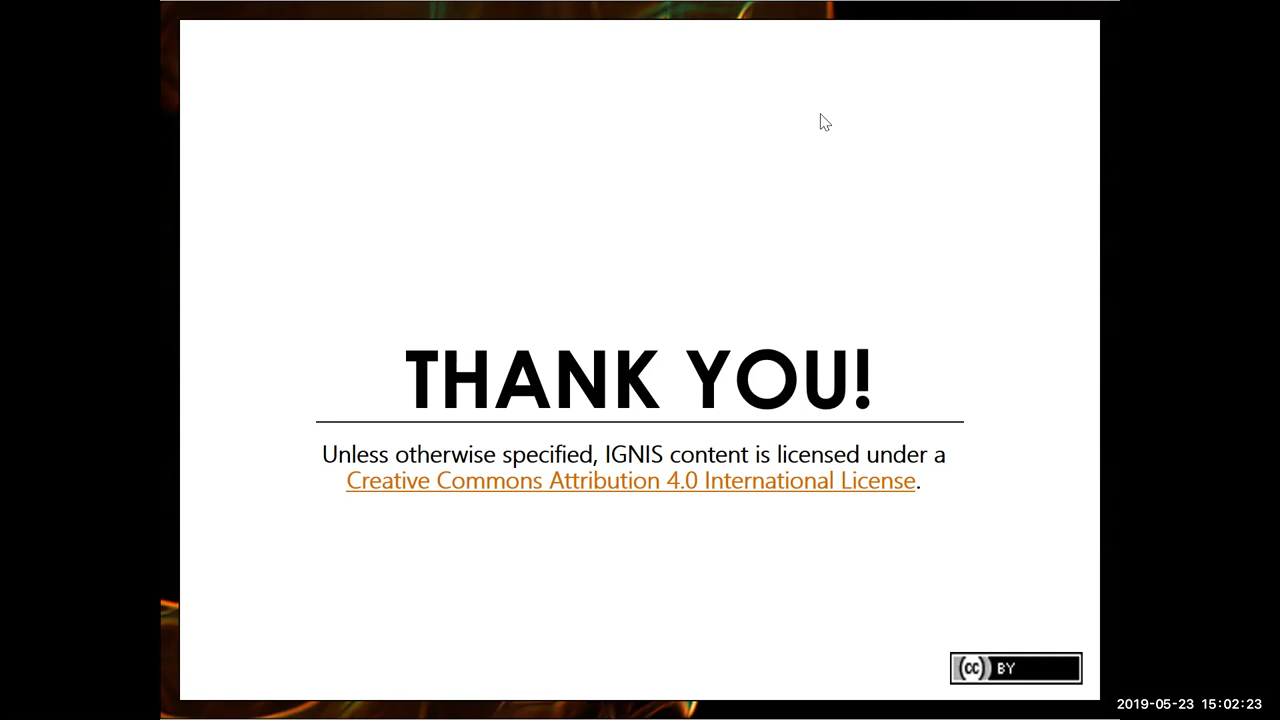 THANK YOU!
Unless otherwise specified, IGNIS content is licensed under a
Creative Commons Attribution 4.0 International License.
cc BY
2019-05-23 15:02:23